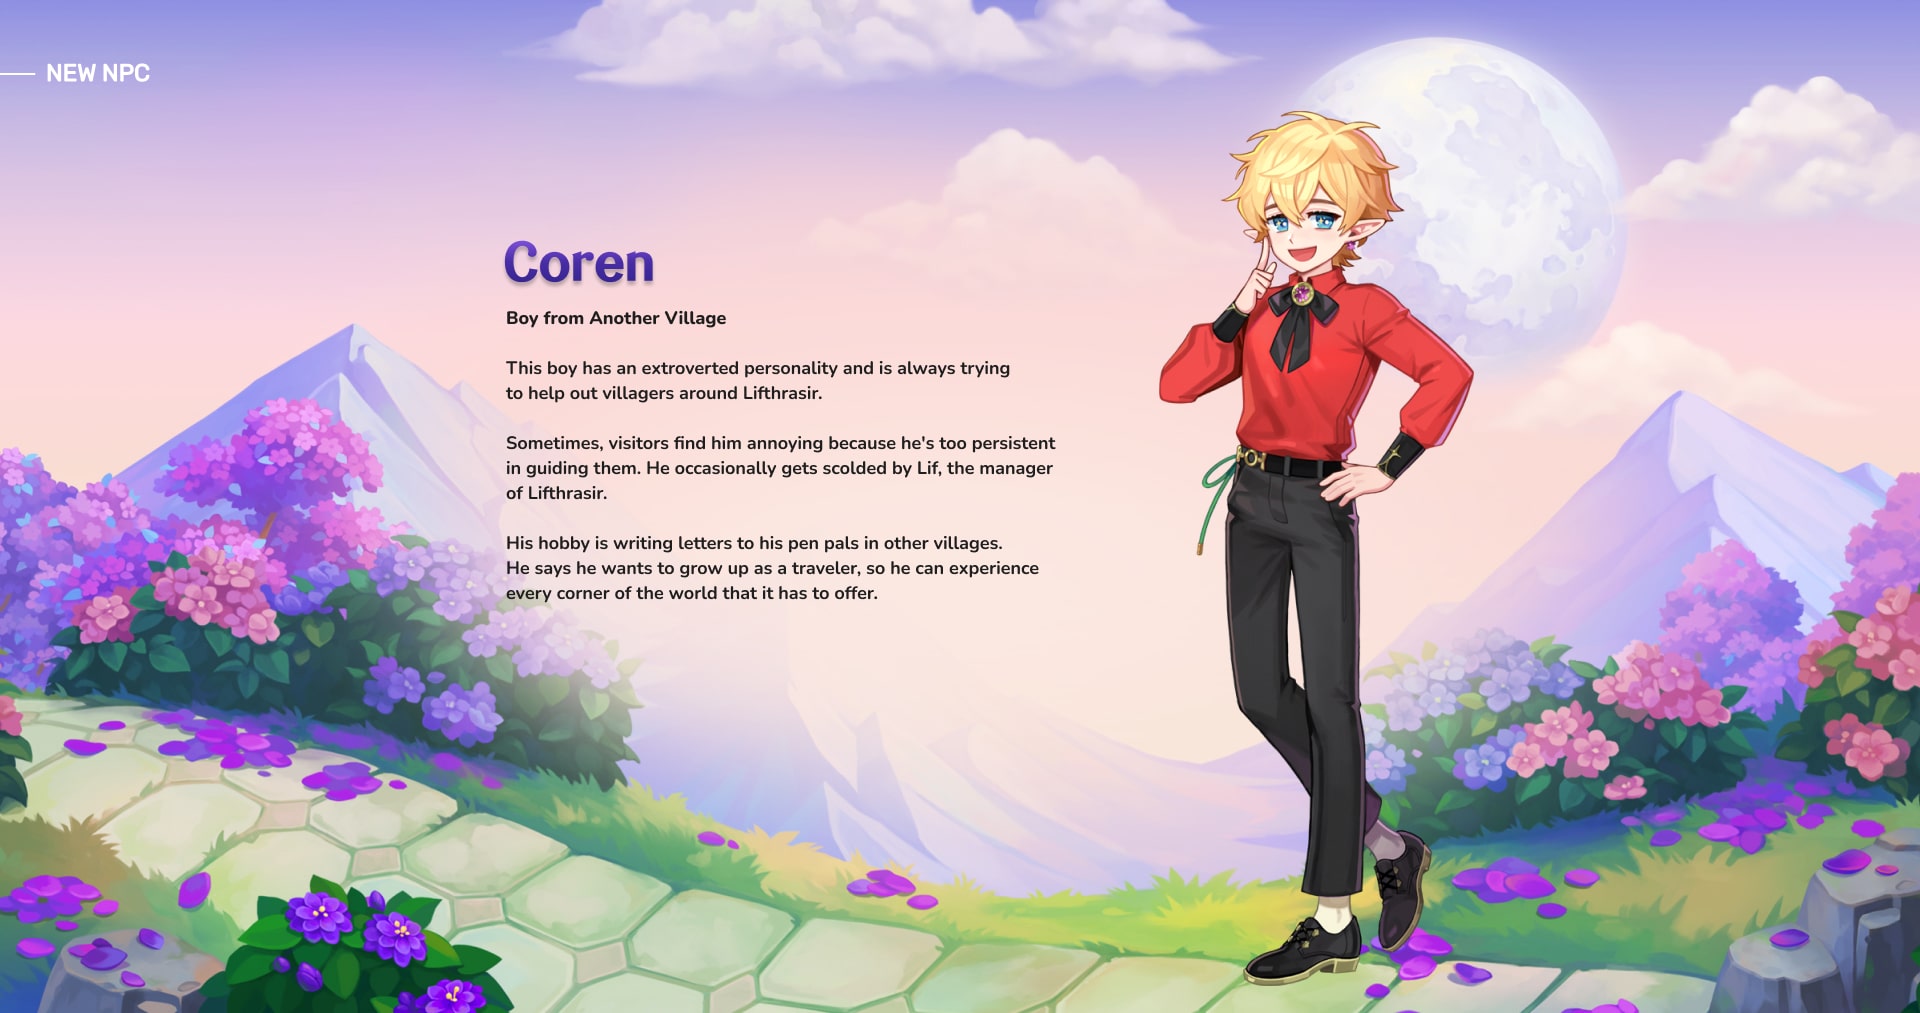 NEW NPC
Coren
Boy from Another Village
This boy has an extroverted personality and is always trying
to help out villagers around Lifthrasir.
Sometimes, visitors find him annoying because he's too persistent
in guiding them. He occasionally gets scolded by Lif, the manager
of Lifthrasir.
His hobby is writing letters to his pen pals in other villages.
He says he wants to grow up as a traveler, so he can experience
every corner of the world that it has to offer.